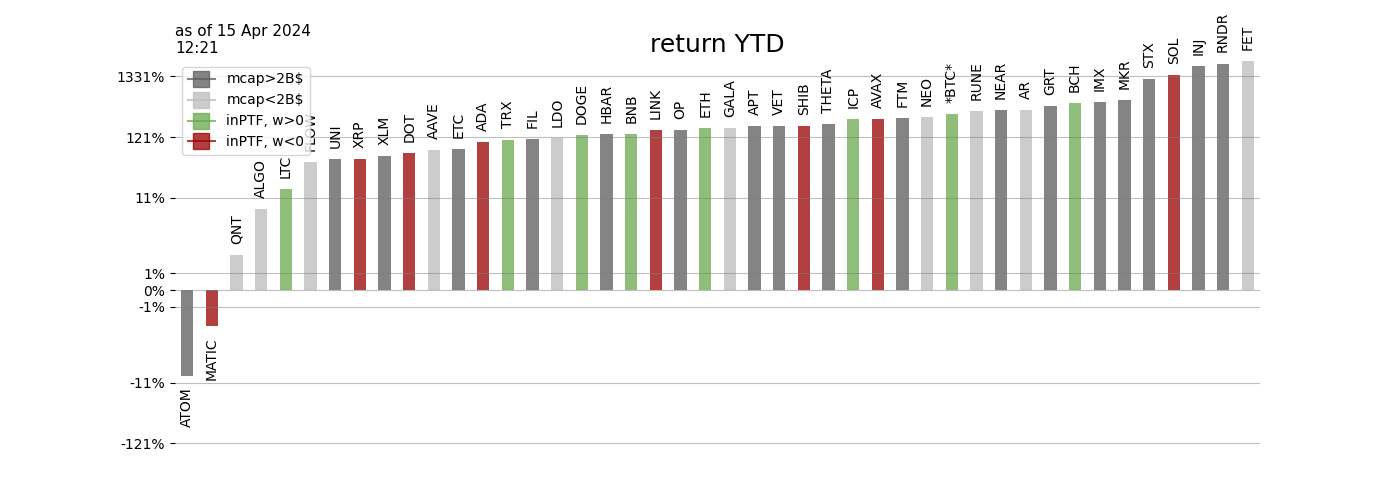 as of 15 Apr 2024
12:21
return YTD
mcap>2B$
mcap<2B$
inPTF, w>0
inPTF, w<0
1331%
121%
11%
1%
0%
-1%
-11%
-121%
ATOM
MATIC
QNT
ALGO
LTC
FLOW
UNI
XRP
XLM
DOT
AAVE
ETC
ADA
TRX
FIL
LDO
DOGE
HBAR
BNB
LINK
OP
ETH
GALA
APT
VET
SHIB
THETA
ICP
AVAX
FTM
NEO
*BTC*
RUNE
NEAR
AR
GRT
BCH
IMX
MKR
STX
SOL
INJ
RNDR
FET